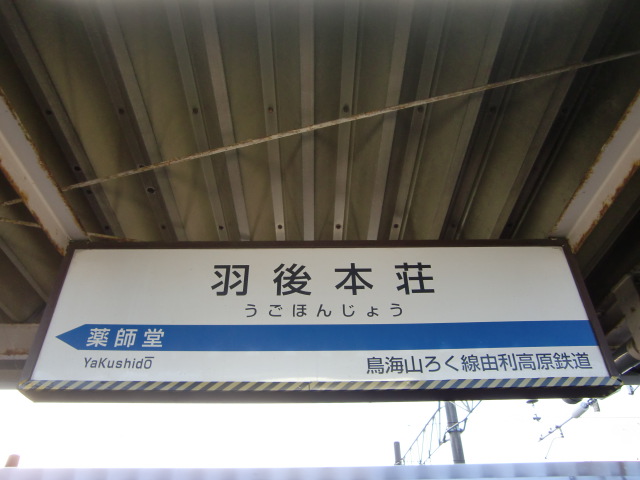 羽後本荘
うごほんじょう
薬師堂
YaKushidō
鳥海山ろく線由利高原鉄道